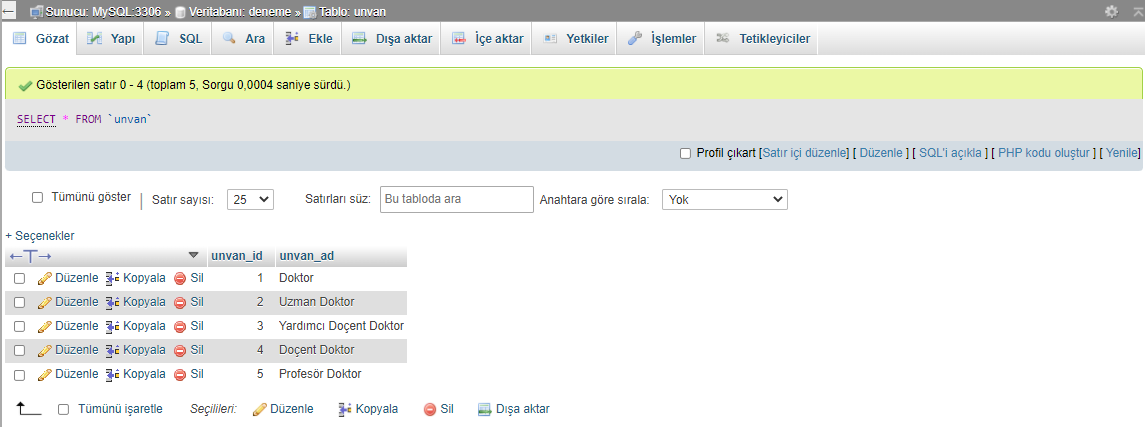 Sunucu: MySQL:3306 » Veritabanı: deneme » Tablo: unvan
Gözat Yapı SQL Ara Ekle Dışa aktar İçe aktar Yetkiler İşlemler Tetikleyiciler
Gösterilen satır 0 - 4 (toplam 5, Sorgu 0,0004 saniye sürdü.)
SELECT * FROM `unvan`
Profil çıkart [Satır içi düzenle] [ Düzenle ] [ SQL'i açıkla ] [ PHP kodu oluştur ] [ Yenile]
Tümünü göster | Satır sayısı: 25 Satırları süz: Bu tabloda ara Anahtara göre sırala: Yok
+ Seçenekler
←T→ unvan_id unvan_ad
Düzenle Kopyala Sil 1 Doktor
Düzenle Kopyala Sil 2 Uzman Doktor
Düzenle Kopyala Sil 3 Yardımcı Doçent Doktor
Düzenle Kopyala Sil 4 Doçent Doktor
Düzenle Kopyala Sil 5 Profesör Doktor
Tümünü işaretle Seçilileri: Düzenle Kopyala Sil Dışa aktar